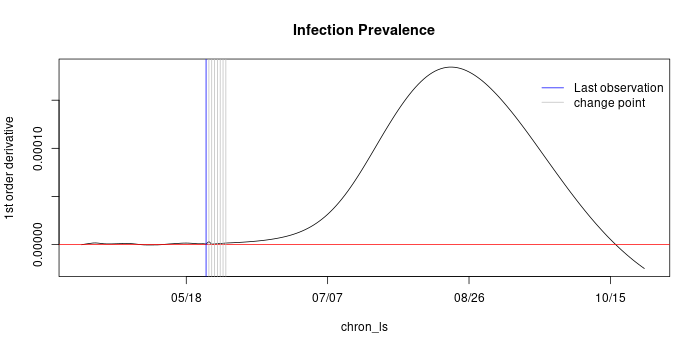 Infection Prevalence
1st order derivative
0.00010
0.00000
Last observation
change point
05/18
07/07
08/26
10/15
chron_ls